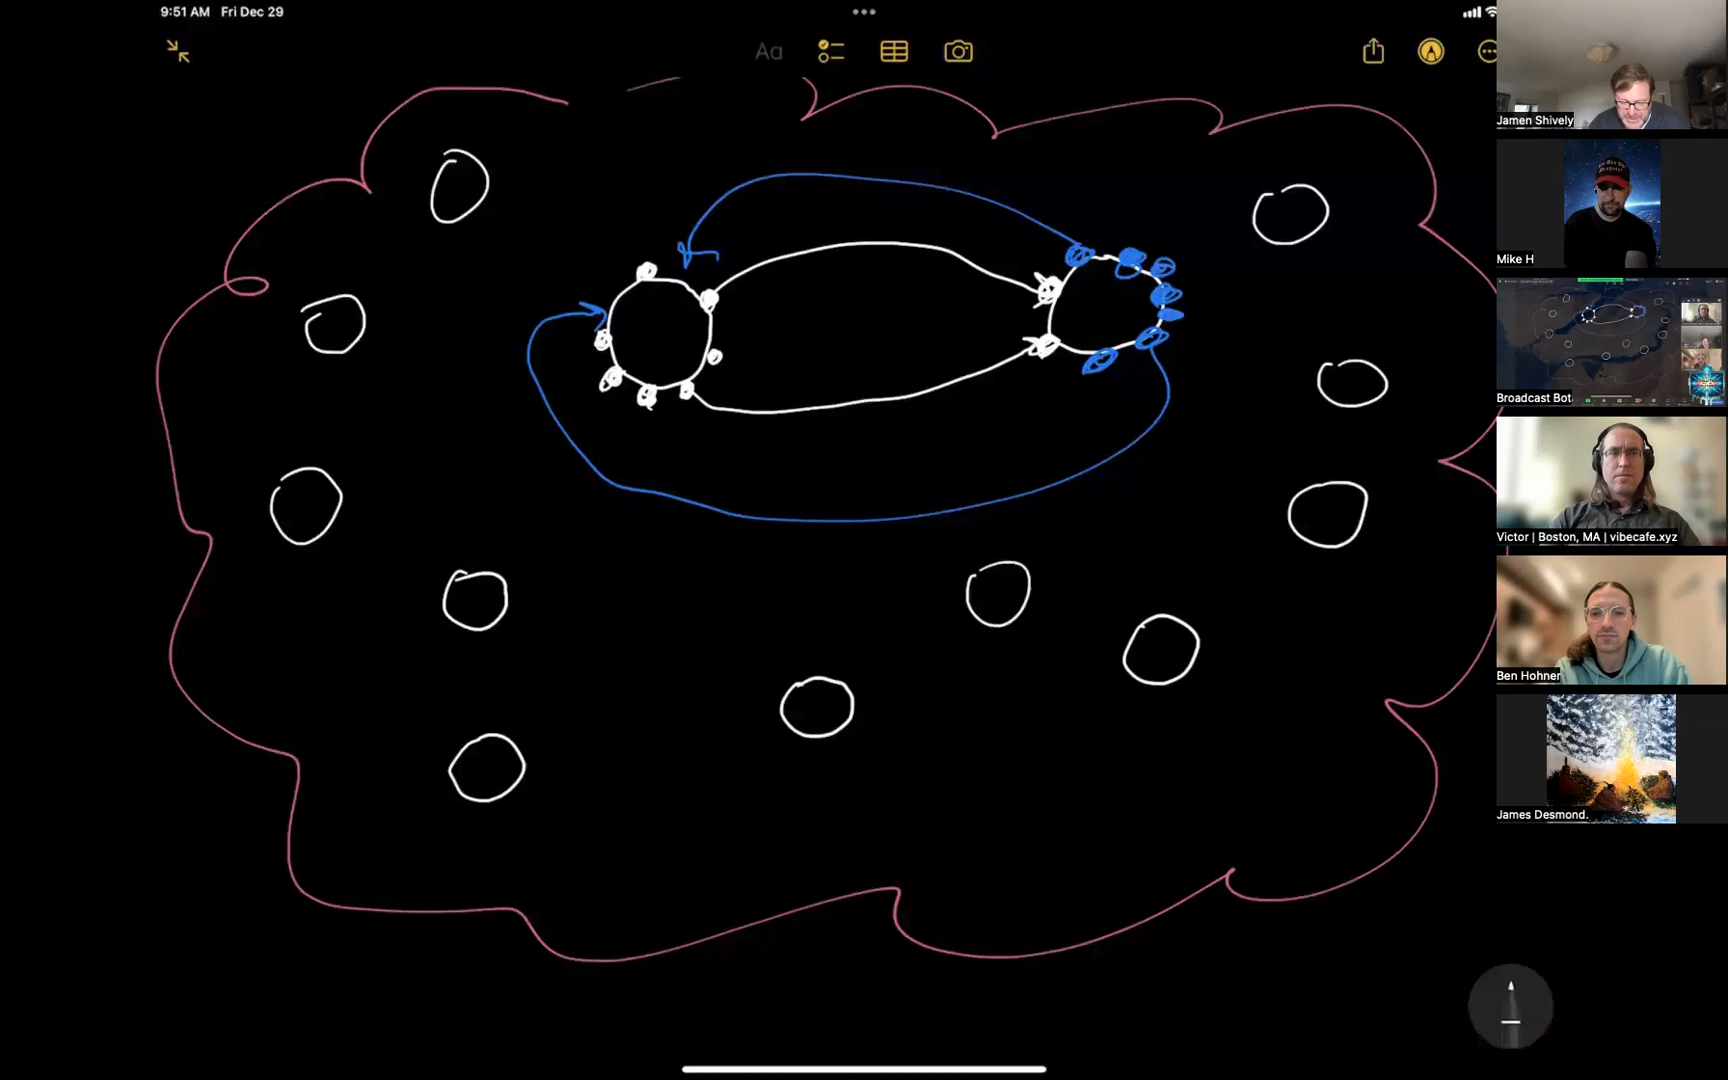 9:51 AM Fri Dec 29
Aa
Jamen Shively
Mike H
Broadcast Bot
Victor | Boston, MA | vibecafe.xyz
Ben Hohner
James Desmond.